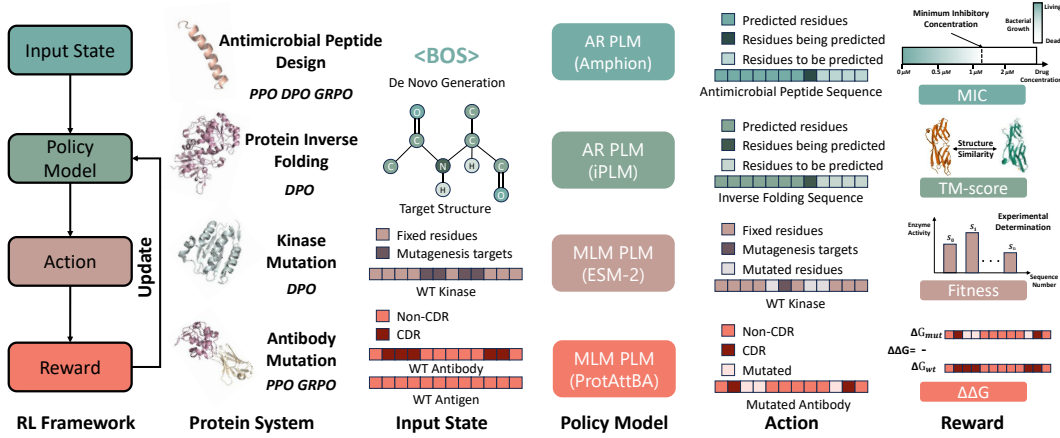 Input State
Policy
Model
Action
Reward
Update
RL Framework
Antimicrobial Peptide
Design
PPO DPO GRPO
Protein Inverse
Folding
DPO
Kinase
Mutation
DPO
Antibody
Mutation
PPO GRPO
Protein System
<BOS>
De Novo Generation
O
C
C
C
N
C
H
H
C
O
Target Structure
Fixed residues
Mutagenesis targets
WT Kinase
Non-CDR
CDR
WT Antibody
WT Antigen
Input State
AR PLM
(Amphion)
AR PLM
(iPLM)
MLM PLM
(ESM-2)
MLM PLM
(ProtAttBA)
Policy Model
Predicted residues
Residues being predicted
Residues to be predicted
Antimicrobial Peptide Sequence
Predicted residues
Residues being predicted
Residues to be predicted
Inverse Folding Sequence
Fixed residues
Mutagenesis targets
Mutated residues
WT Kinase
Non-CDR
CDR
Mutated
Mutated Antibody
Action
Minimum Inhibitory
Concentration
Bacterial
Growth
Living
Dead
0 μM
0.5 μM
1 μM
2 μM
Drug
Concentration
MIC
Structure
Similarity
TM-score
Enzyme
Activity
Experimental
Determination
S₀
S₁
. . .
Sₙ
Sequence
Number
Fitness
ΔG_mut
ΔΔG= -
ΔG_wt
ΔΔG
Reward